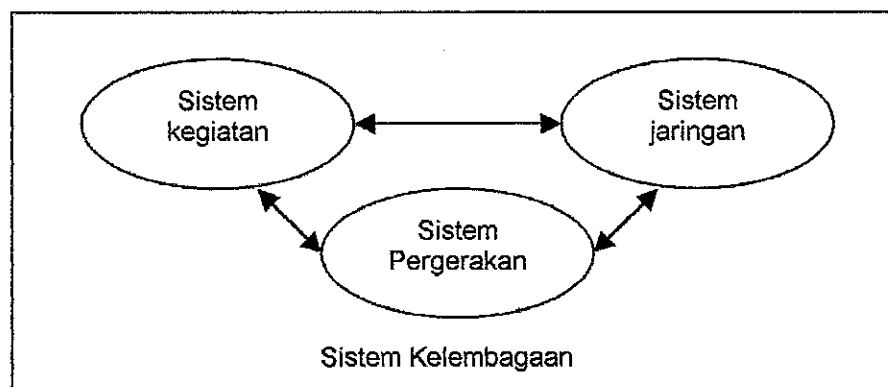 Sistem
kegiatan
Sistem
jaringan
Sistem
Pergerakan
Sistem Kelembagaan